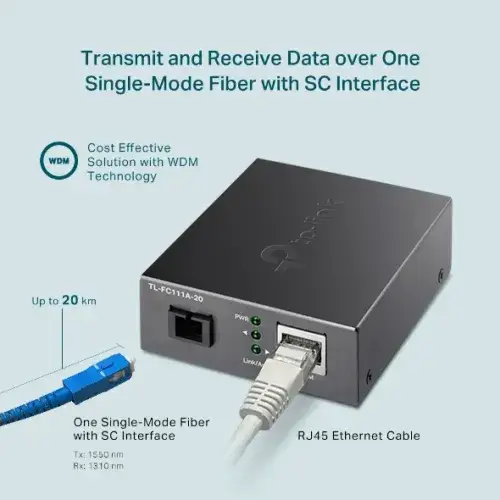 Transmit and Receive Data over One
Single-Mode Fiber with SC Interface
WDM
Cost Effective
Solution with WDM
Technology
tp-link
TL-FC111A-20
PWR
Up to 20 km
One Single-Mode Fiber
with SC Interface
Tx: 1550 nm
Rx: 1310 nm
RJ45 Ethernet Cable